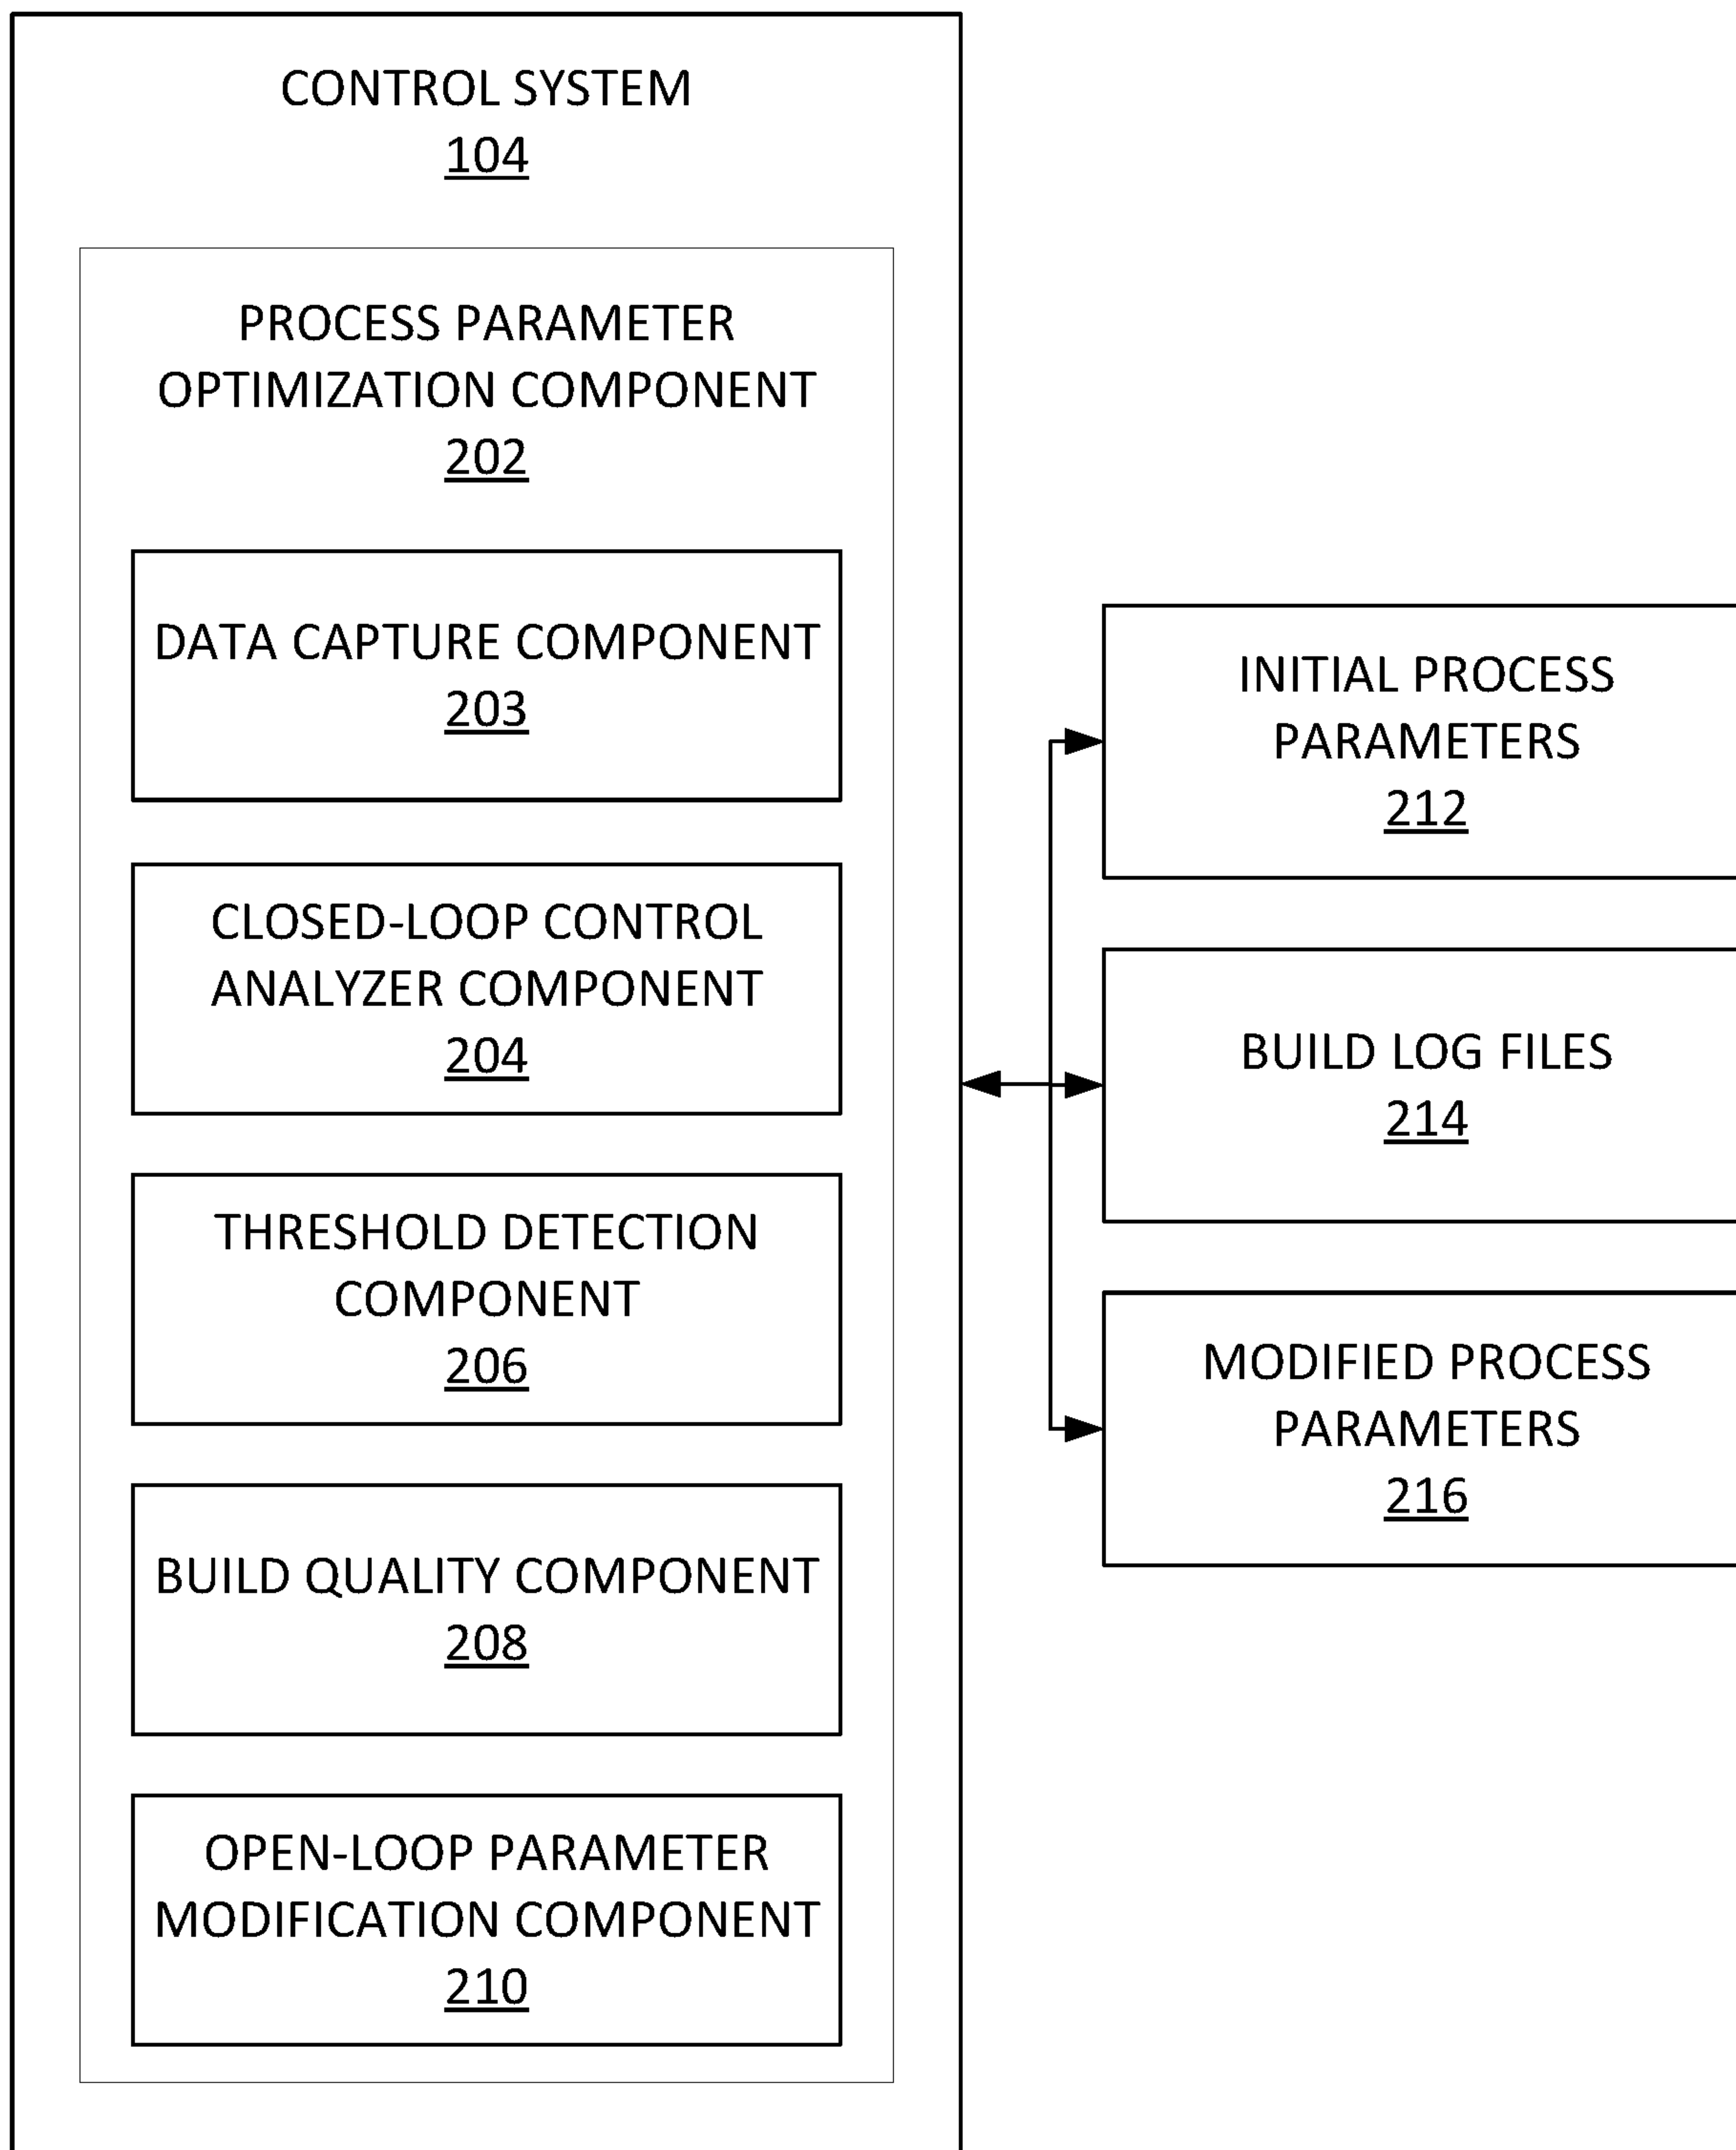 CONTROL SYSTEM
104
PROCESS PARAMETER
OPTIMIZATION COMPONENT
202
DATA CAPTURE COMPONENT
203
CLOSED-LOOP CONTROL
ANALYZER COMPONENT
204
THRESHOLD DETECTION
COMPONENT
206
BUILD QUALITY COMPONENT
208
OPEN-LOOP PARAMETER
MODIFICATION COMPONENT
210
INITIAL PROCESS
PARAMETERS
212
BUILD LOG FILES
214
MODIFIED PROCESS
PARAMETERS
216